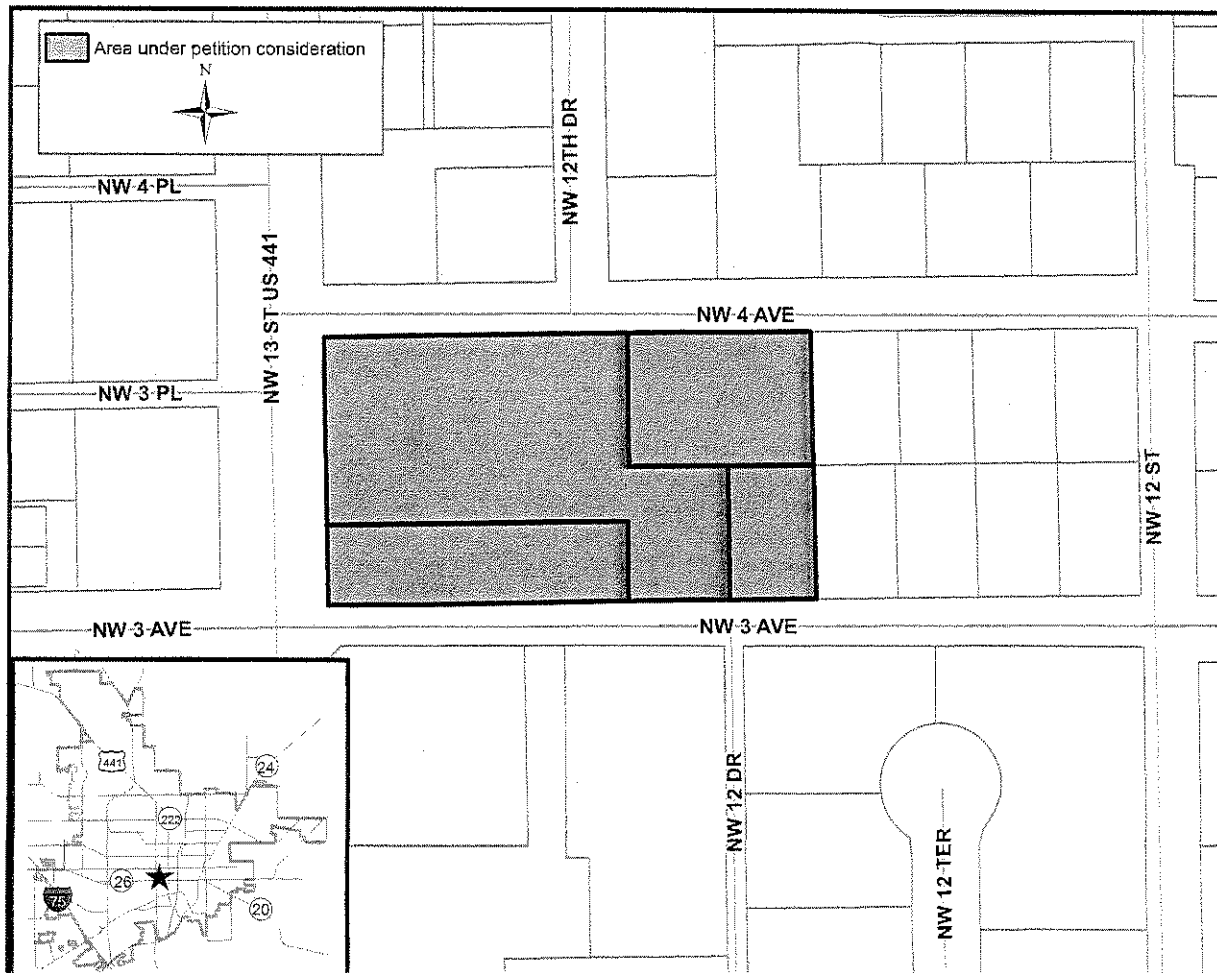 Area under petition consideration
N
NW 12TH DR
NW 4 PL
NW 13 ST US 441
NW 4 AVE
NW 3 PL
NW 12 ST
NW 3 AVE
NW 3 AVE
441
24
222
26
75
20
NW 12 DR
NW 12 TER